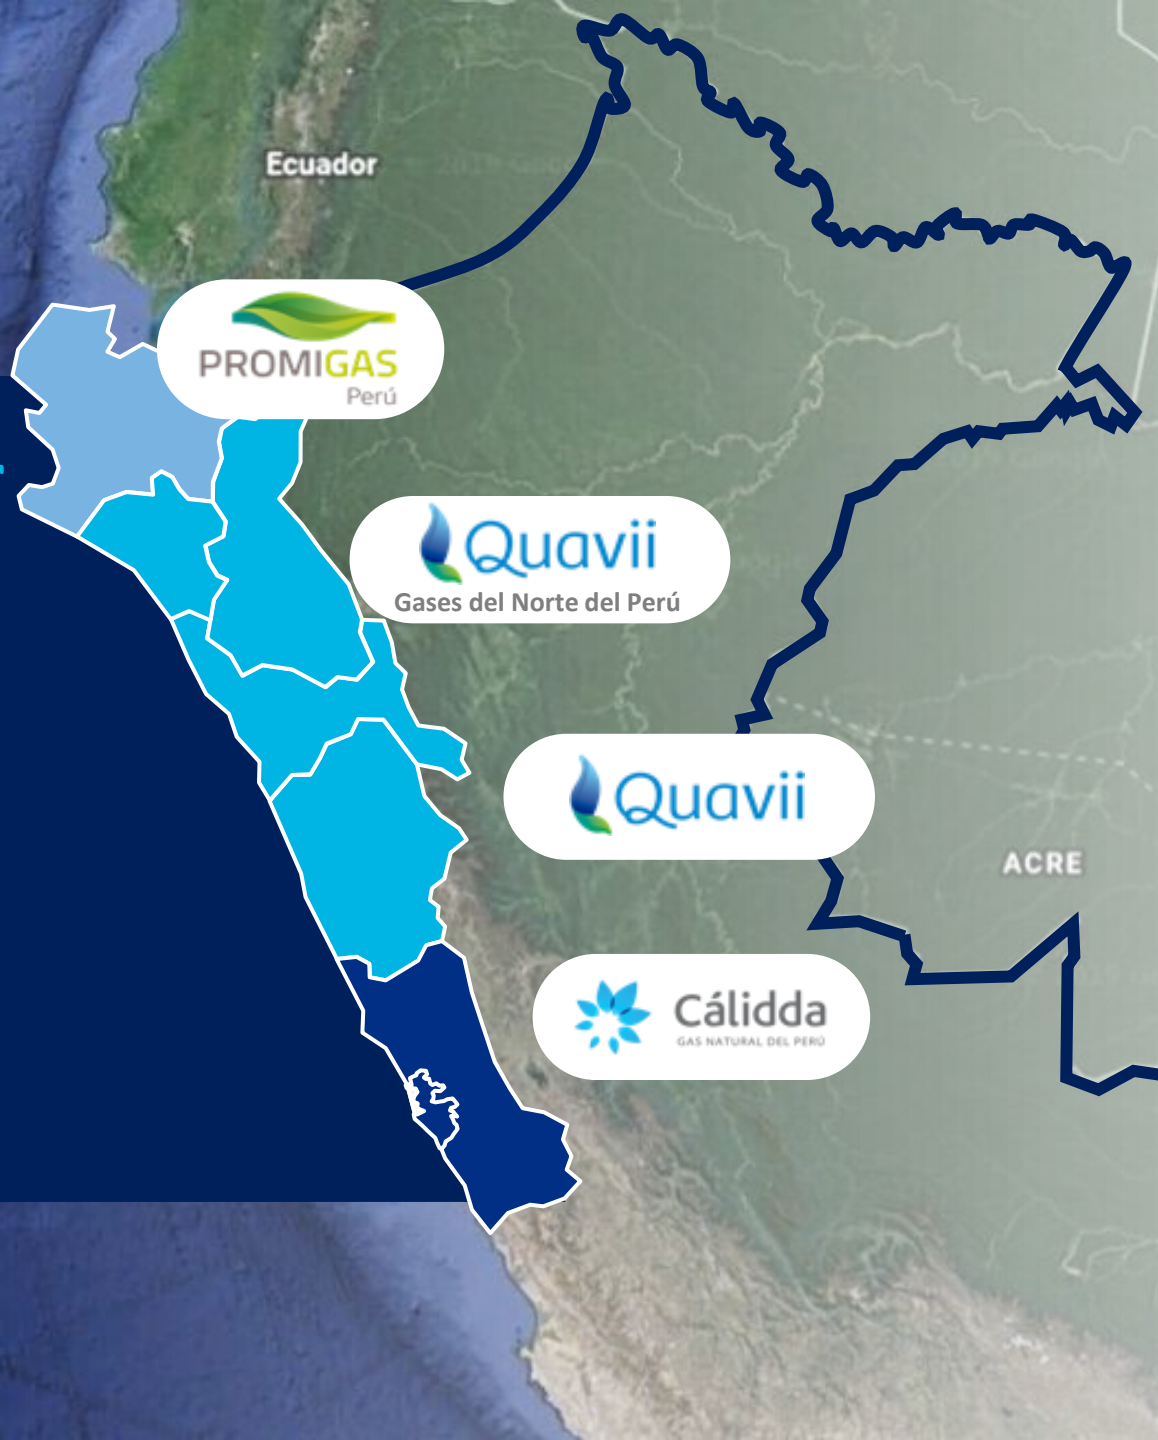 Ecuador
PROMIGAS
Perú
Quavii
Gases del Norte del Perú
Quavii
ACRE
Cálidda
GAS NATURAL DEL PERÚ